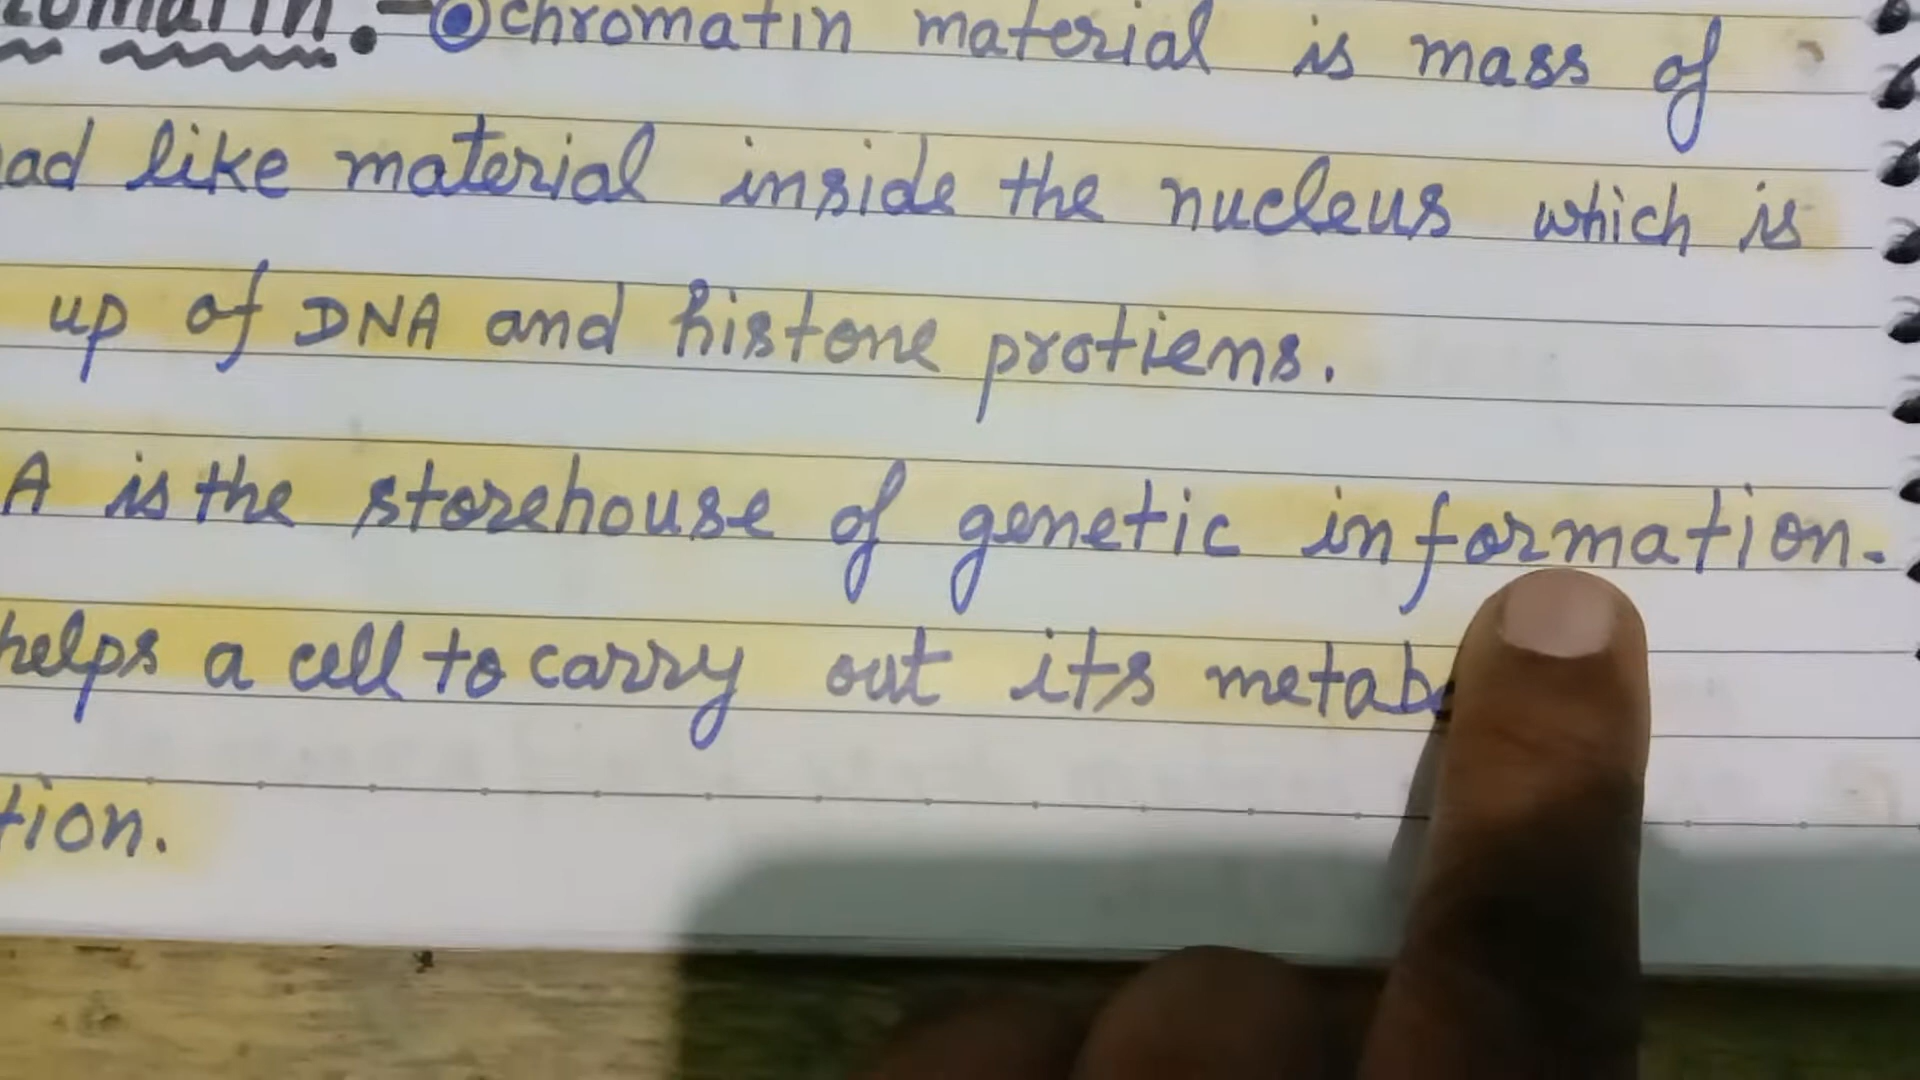 chromatin material is mass of
like material inside the nucleus which is
up of DNA and histone protiens.
A is the storehouse of genetic information.
helps a cell to carry out its